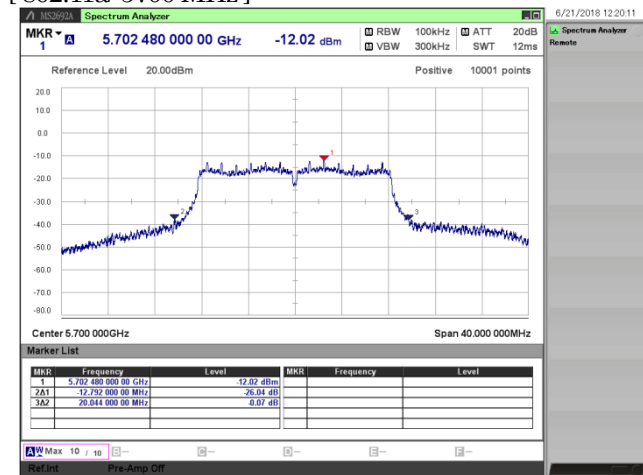 MS2692A Spectrum Analyzer
6/21/2018 12:20:11
MKR 1 A 5.702 480 000 00 GHz -12.02 dBm
M RBW 100kHz M ATT 20dB
M VBW 300kHz SWT 12ms
Spectrum Analyzer
Remote
Reference Level 20.00dBm Positive 10001 points
20.0
10.0
0.0
-10.0
-20.0
-30.0
-40.0
-50.0
-60.0
-70.0
-80.0
1
2
3
Center 5.700 000GHz Span 40.000 000MHz
Marker List
MKR Frequency Level MKR Frequency Level
1 5.702 480 000 00 GHz -12.02 dBm
2Δ1 -12.792 000 00 MHz -26.04 dB
3Δ2 20.044 000 00 MHz -0.07 dB
A W Max 10 / 10 B-- C-- D-- E-- F--
Ref.Int Pre-Amp Off